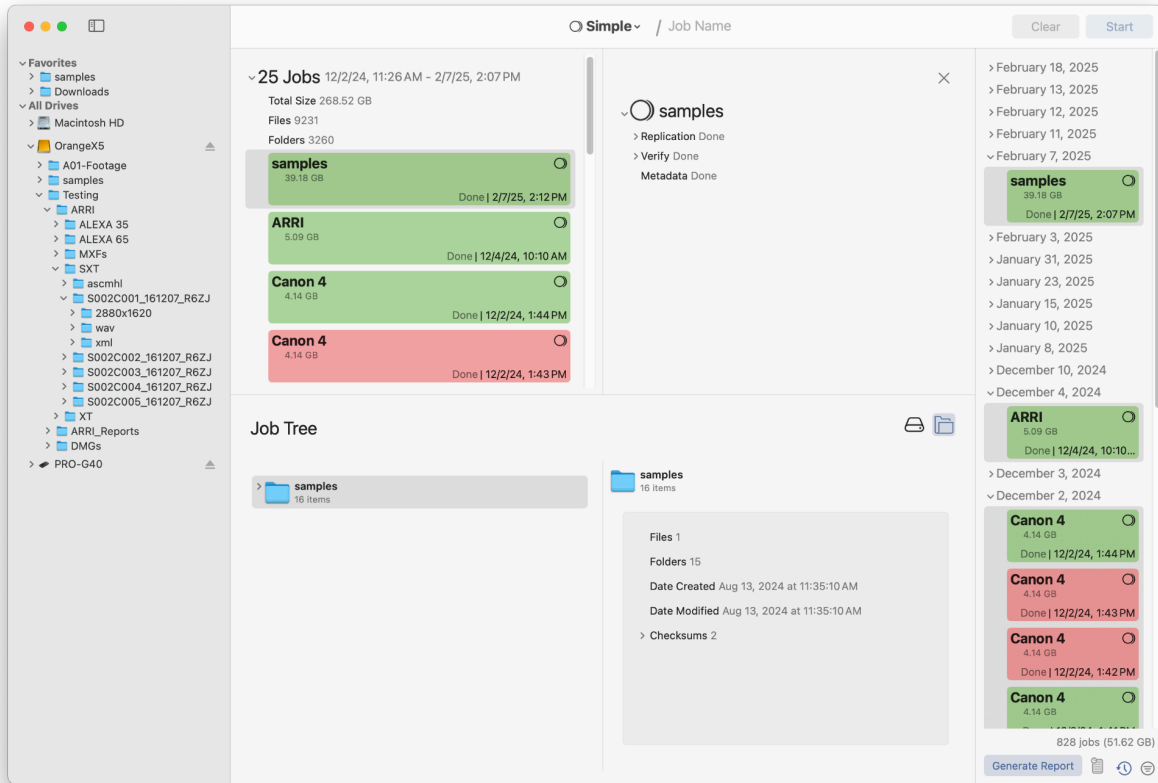 Simple
/ Job Name
Clear
Start
Favorites
samples
Downloads
All Drives
Macintosh HD
OrangeX5
A01-Footage
samples
Testing
ARRI
ALEXA 35
ALEXA 65
MXFs
SXT
ascmhl
S002C001_161207_R6ZJ
2880x1620
wav
xml
S002C002_161207_R6ZJ
S002C003_161207_R6ZJ
S002C004_161207_R6ZJ
S002C005_161207_R6ZJ
XT
ARRI_Reports
DMGs
PRO-G40
25 Jobs 12/2/24, 11:26 AM - 2/7/25, 2:07 PM
Total Size 268.52 GB
Files 9231
Folders 3260
samples
39.18 GB
Done | 2/7/25, 2:12 PM
ARRI
5.09 GB
Done | 12/4/24, 10:10 AM
Canon 4
4.14 GB
Done | 12/2/24, 1:44 PM
Canon 4
4.14 GB
Done | 12/2/24, 1:43 PM
samples
Replication Done
Verify Done
Metadata Done
Job Tree
samples
16 items
samples
16 items
Files 1
Folders 15
Date Created Aug 13, 2024 at 11:35:10 AM
Date Modified Aug 13, 2024 at 11:35:10 AM
Checksums 2
February 18, 2025
February 13, 2025
February 12, 2025
February 11, 2025
February 7, 2025
samples
39.18 GB
Done | 2/7/25, 2:07 PM
February 3, 2025
January 31, 2025
January 23, 2025
January 15, 2025
January 10, 2025
January 8, 2025
December 10, 2024
December 4, 2024
ARRI
5.09 GB
Done | 12/4/24, 10:10...
December 3, 2024
December 2, 2024
Canon 4
4.14 GB
Done | 12/2/24, 1:44 PM
Canon 4
4.14 GB
Done | 12/2/24, 1:43 PM
Canon 4
4.14 GB
Done | 12/2/24, 1:42 PM
Canon 4
4.14 GB
828 jobs (51.62 GB)
Generate Report